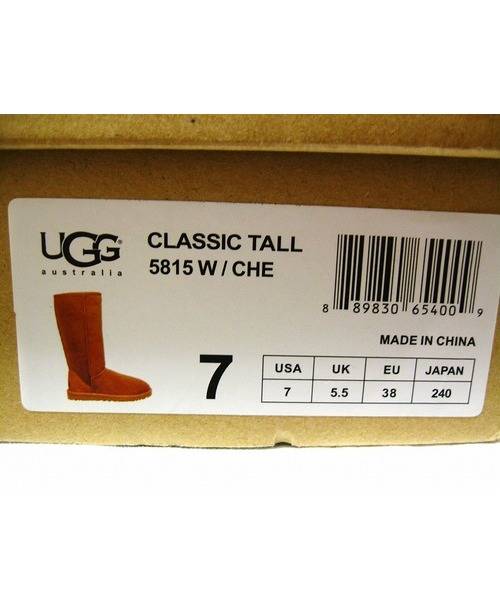 UGG®
australia
CLASSIC TALL
5815 W / CHE
8 89830 65400 9
MADE IN CHINA
7
USA UK EU JAPAN
7 5.5 38 240